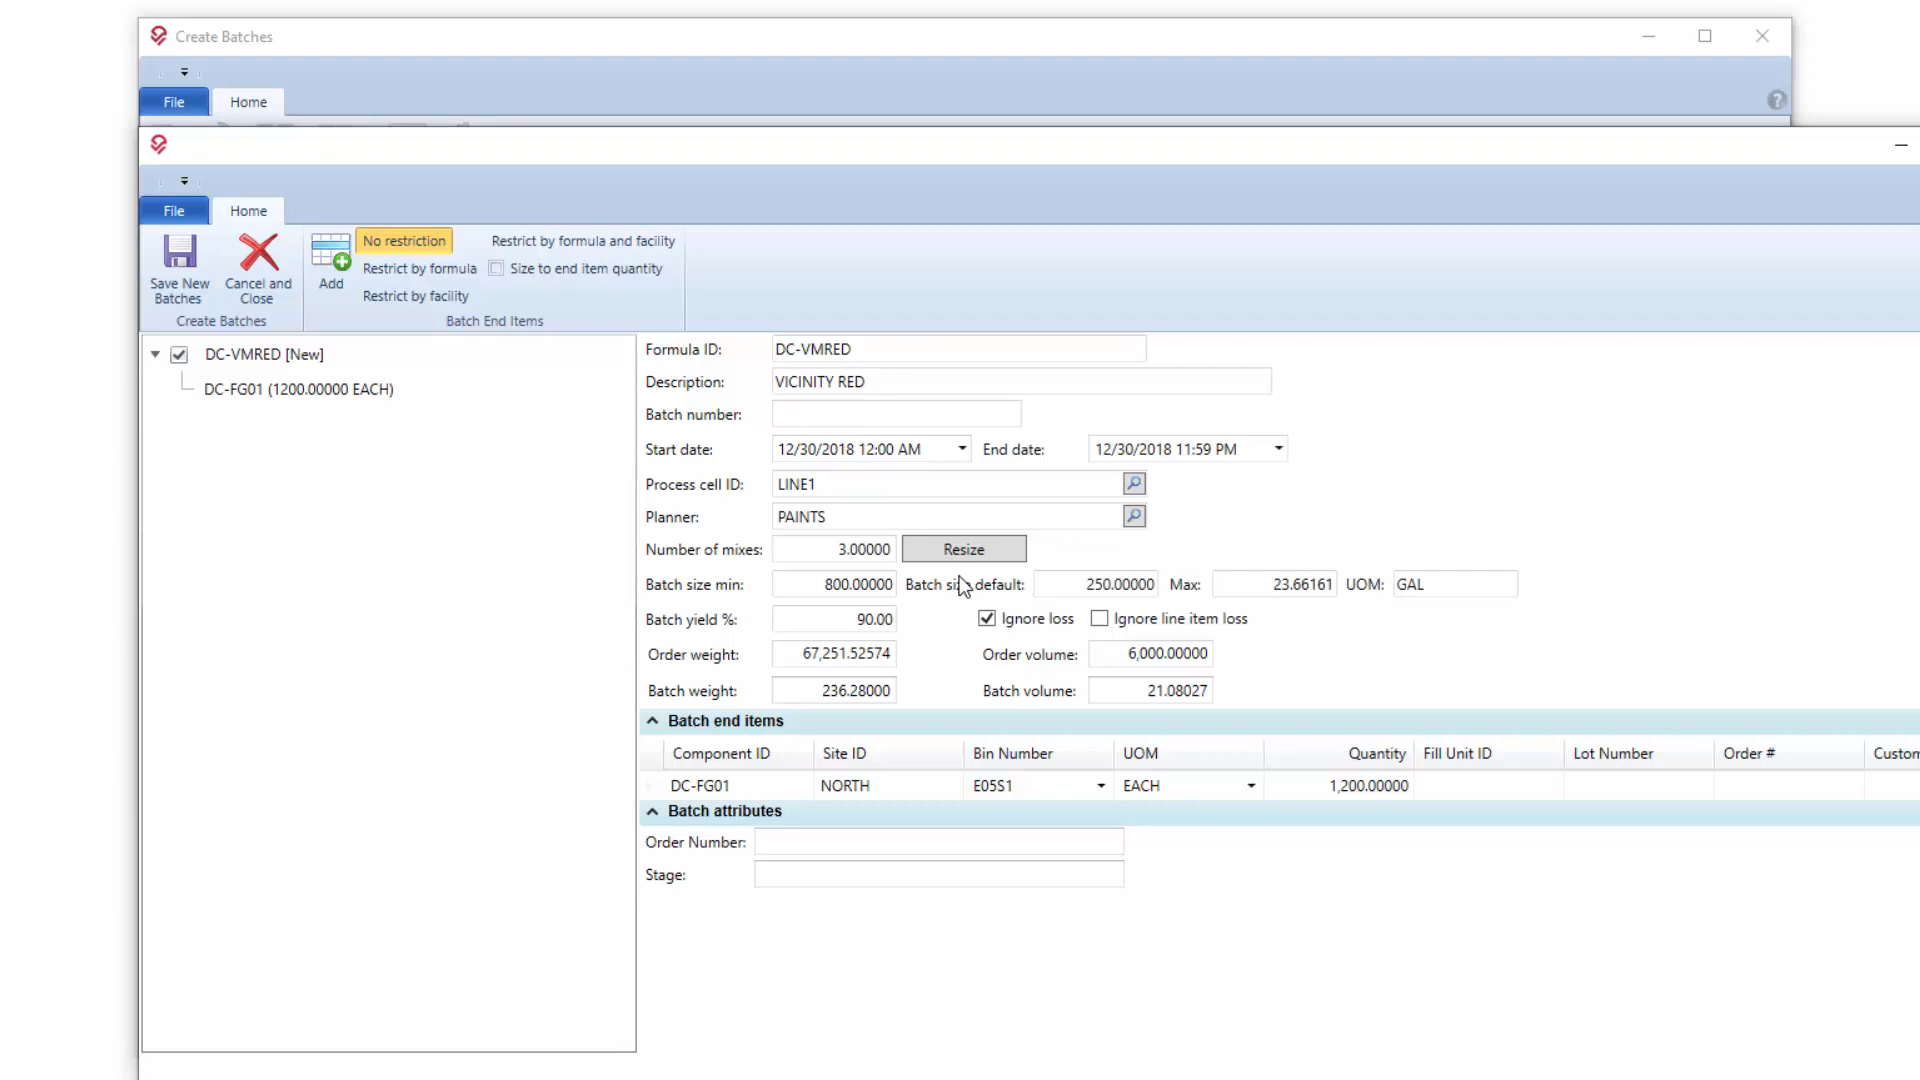 Create Batches
File Home
File Home
Save New Batches
Cancel and Close
Add
No restriction
Restrict by formula
Restrict by facility
Restrict by formula and facility
Size to end item quantity
Create Batches
Batch End Items
DC-VMRED [New]
DC-FG01 (1200.00000 EACH)
Formula ID: DC-VMRED
Description: VICINITY RED
Batch number:
Start date: 12/30/2018 12:00 AM End date: 12/30/2018 11:59 PM
Process cell ID: LINE1
Planner: PAINTS
Number of mixes: 3.00000 Resize
Batch size min: 800.00000 Batch size default: 250.00000 Max: 23.66161 UOM: GAL
Batch yield %: 90.00 Ignore loss Ignore line item loss
Order weight: 67,251.52574 Order volume: 6,000.00000
Batch weight: 236.28000 Batch volume: 21.08027
Batch end items
Component ID Site ID Bin Number UOM Quantity Fill Unit ID Lot Number Order # Custom
DC-FG01 NORTH E05S1 EACH 1,200.00000
Batch attributes
Order Number:
Stage: